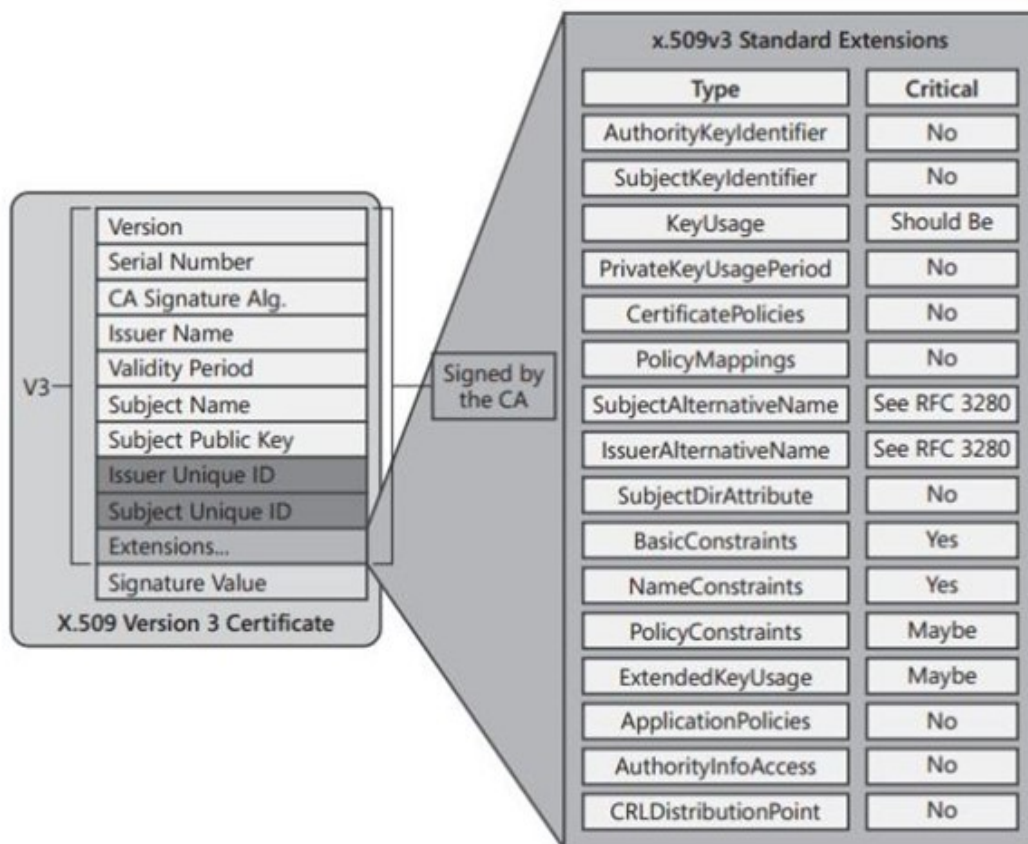 x.509v3 Standard Extensions
Type Critical
AuthorityKeyIdentifier No
SubjectKeyIdentifier No
KeyUsage Should Be
PrivateKeyUsagePeriod No
CertificatePolicies No
PolicyMappings No
SubjectAlternativeName See RFC 3280
IssuerAlternativeName See RFC 3280
SubjectDirAttribute No
BasicConstraints Yes
NameConstraints Yes
PolicyConstraints Maybe
ExtendedKeyUsage Maybe
ApplicationPolicies No
AuthorityInfoAccess No
CRLDistributionPoint No
V3
Version
Serial Number
CA Signature Alg.
Issuer Name
Validity Period
Subject Name
Subject Public Key
Issuer Unique ID
Subject Unique ID
Extensions...
Signature Value
X.509 Version 3 Certificate
Signed by
the CA